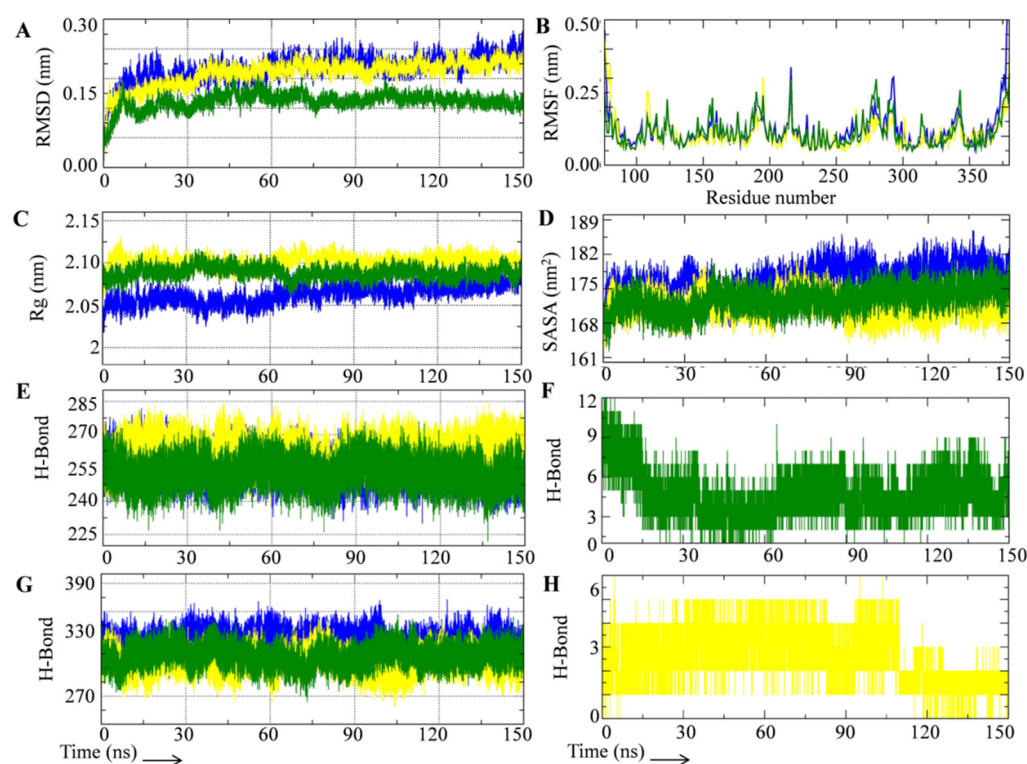 A
RMSD (nm)
0.30
0.15
0.00
0 30 60 90 120 150
B
RMSF (nm)
0.50
0.25
0.00
100 150 200 250 300 350
Residue number
C
Rg (nm)
2.15
2.10
2.05
2
0 30 60 90 120 150
D
SASA (nm²)
189
182
175
168
161
0 30 60 90 120 150
E
H-Bond
285
270
255
240
225
0 30 60 90 120 150
F
H-Bond
12
9
6
3
0
0 30 60 90 120 150
G
H-Bond
390
330
270
0 30 60 90 120 150
Time (ns)
H
H-Bond
6
3
0
0 30 60 90 120 150
Time (ns)